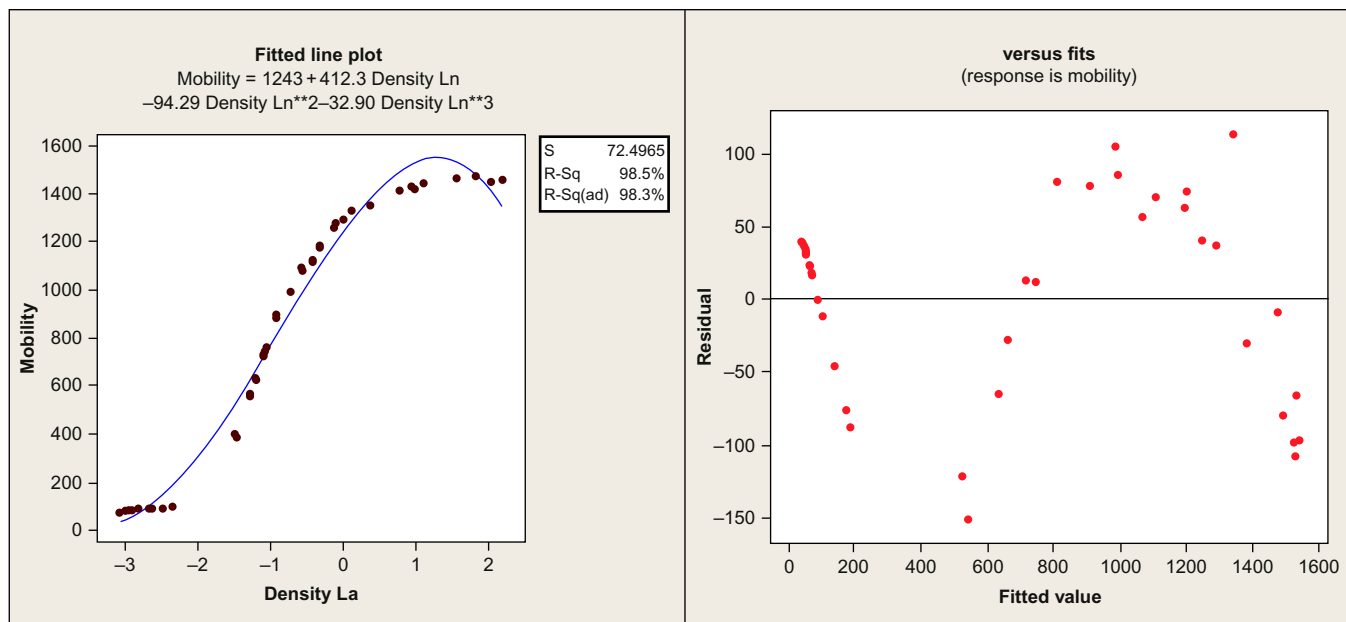 Fitted line plot
Mobility = 1243 + 412.3 Density Ln
–94.29 Density Ln**2–32.90 Density Ln**3
S 72.4965
R-Sq 98.5%
R-Sq(ad) 98.3%
Mobility
1600
1400
1200
1000
800
600
400
200
0
–3 –2 –1 0 1 2
Density La
versus fits
(response is mobility)
Residual
100
50
0
–50
–100
–150
0 200 400 600 800 1000 1200 1400 1600
Fitted value